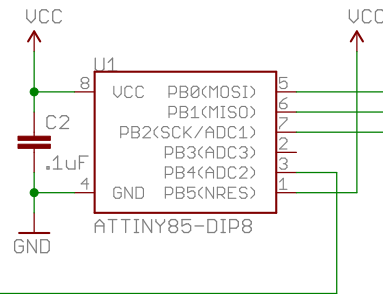 VCC
VCC
U1
8
VCC
PB0(MOSI)
5
PB1(MISO)
6
C2
PB2(SCK/ADC1)
7
PB3(ADC3)
2
.1uF
PB4(ADC2)
3
4
GND
PB5(NRES)
1
ATTINY85-DIP8
GND